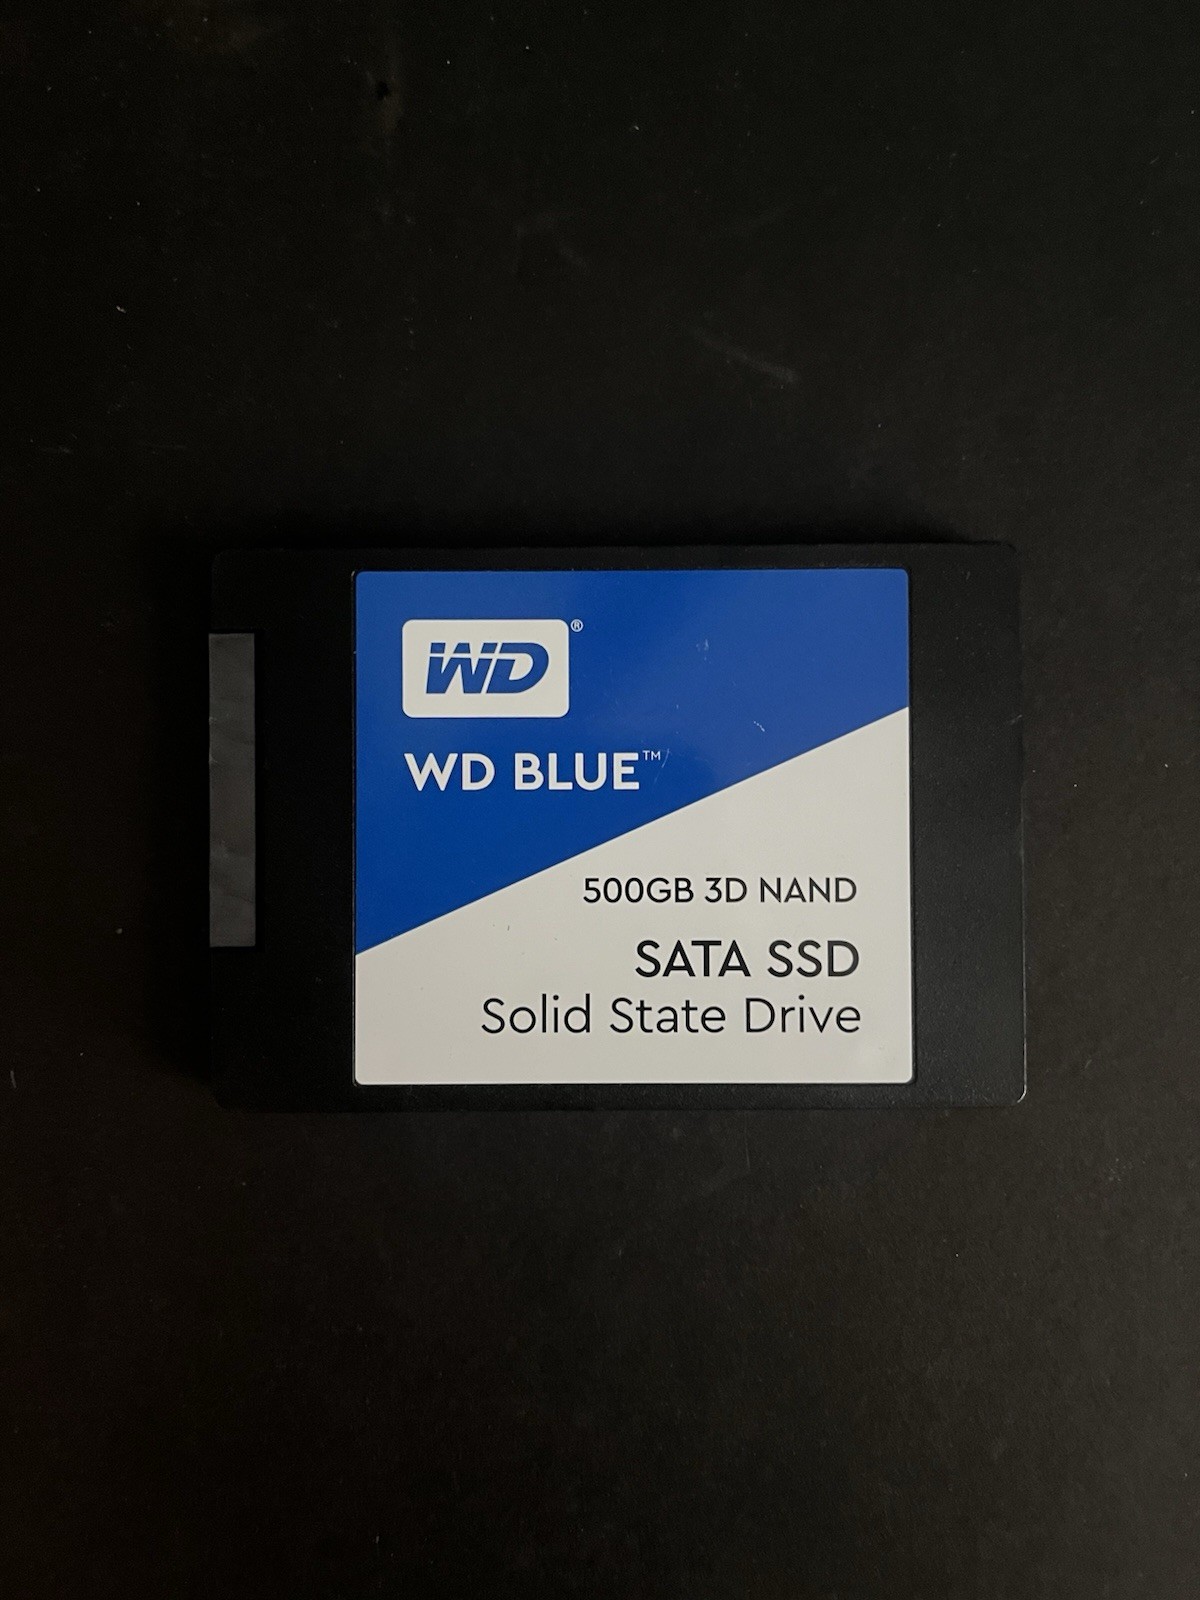 WD®
WD BLUE™
500GB 3D NAND
SATA SSD
Solid State Drive